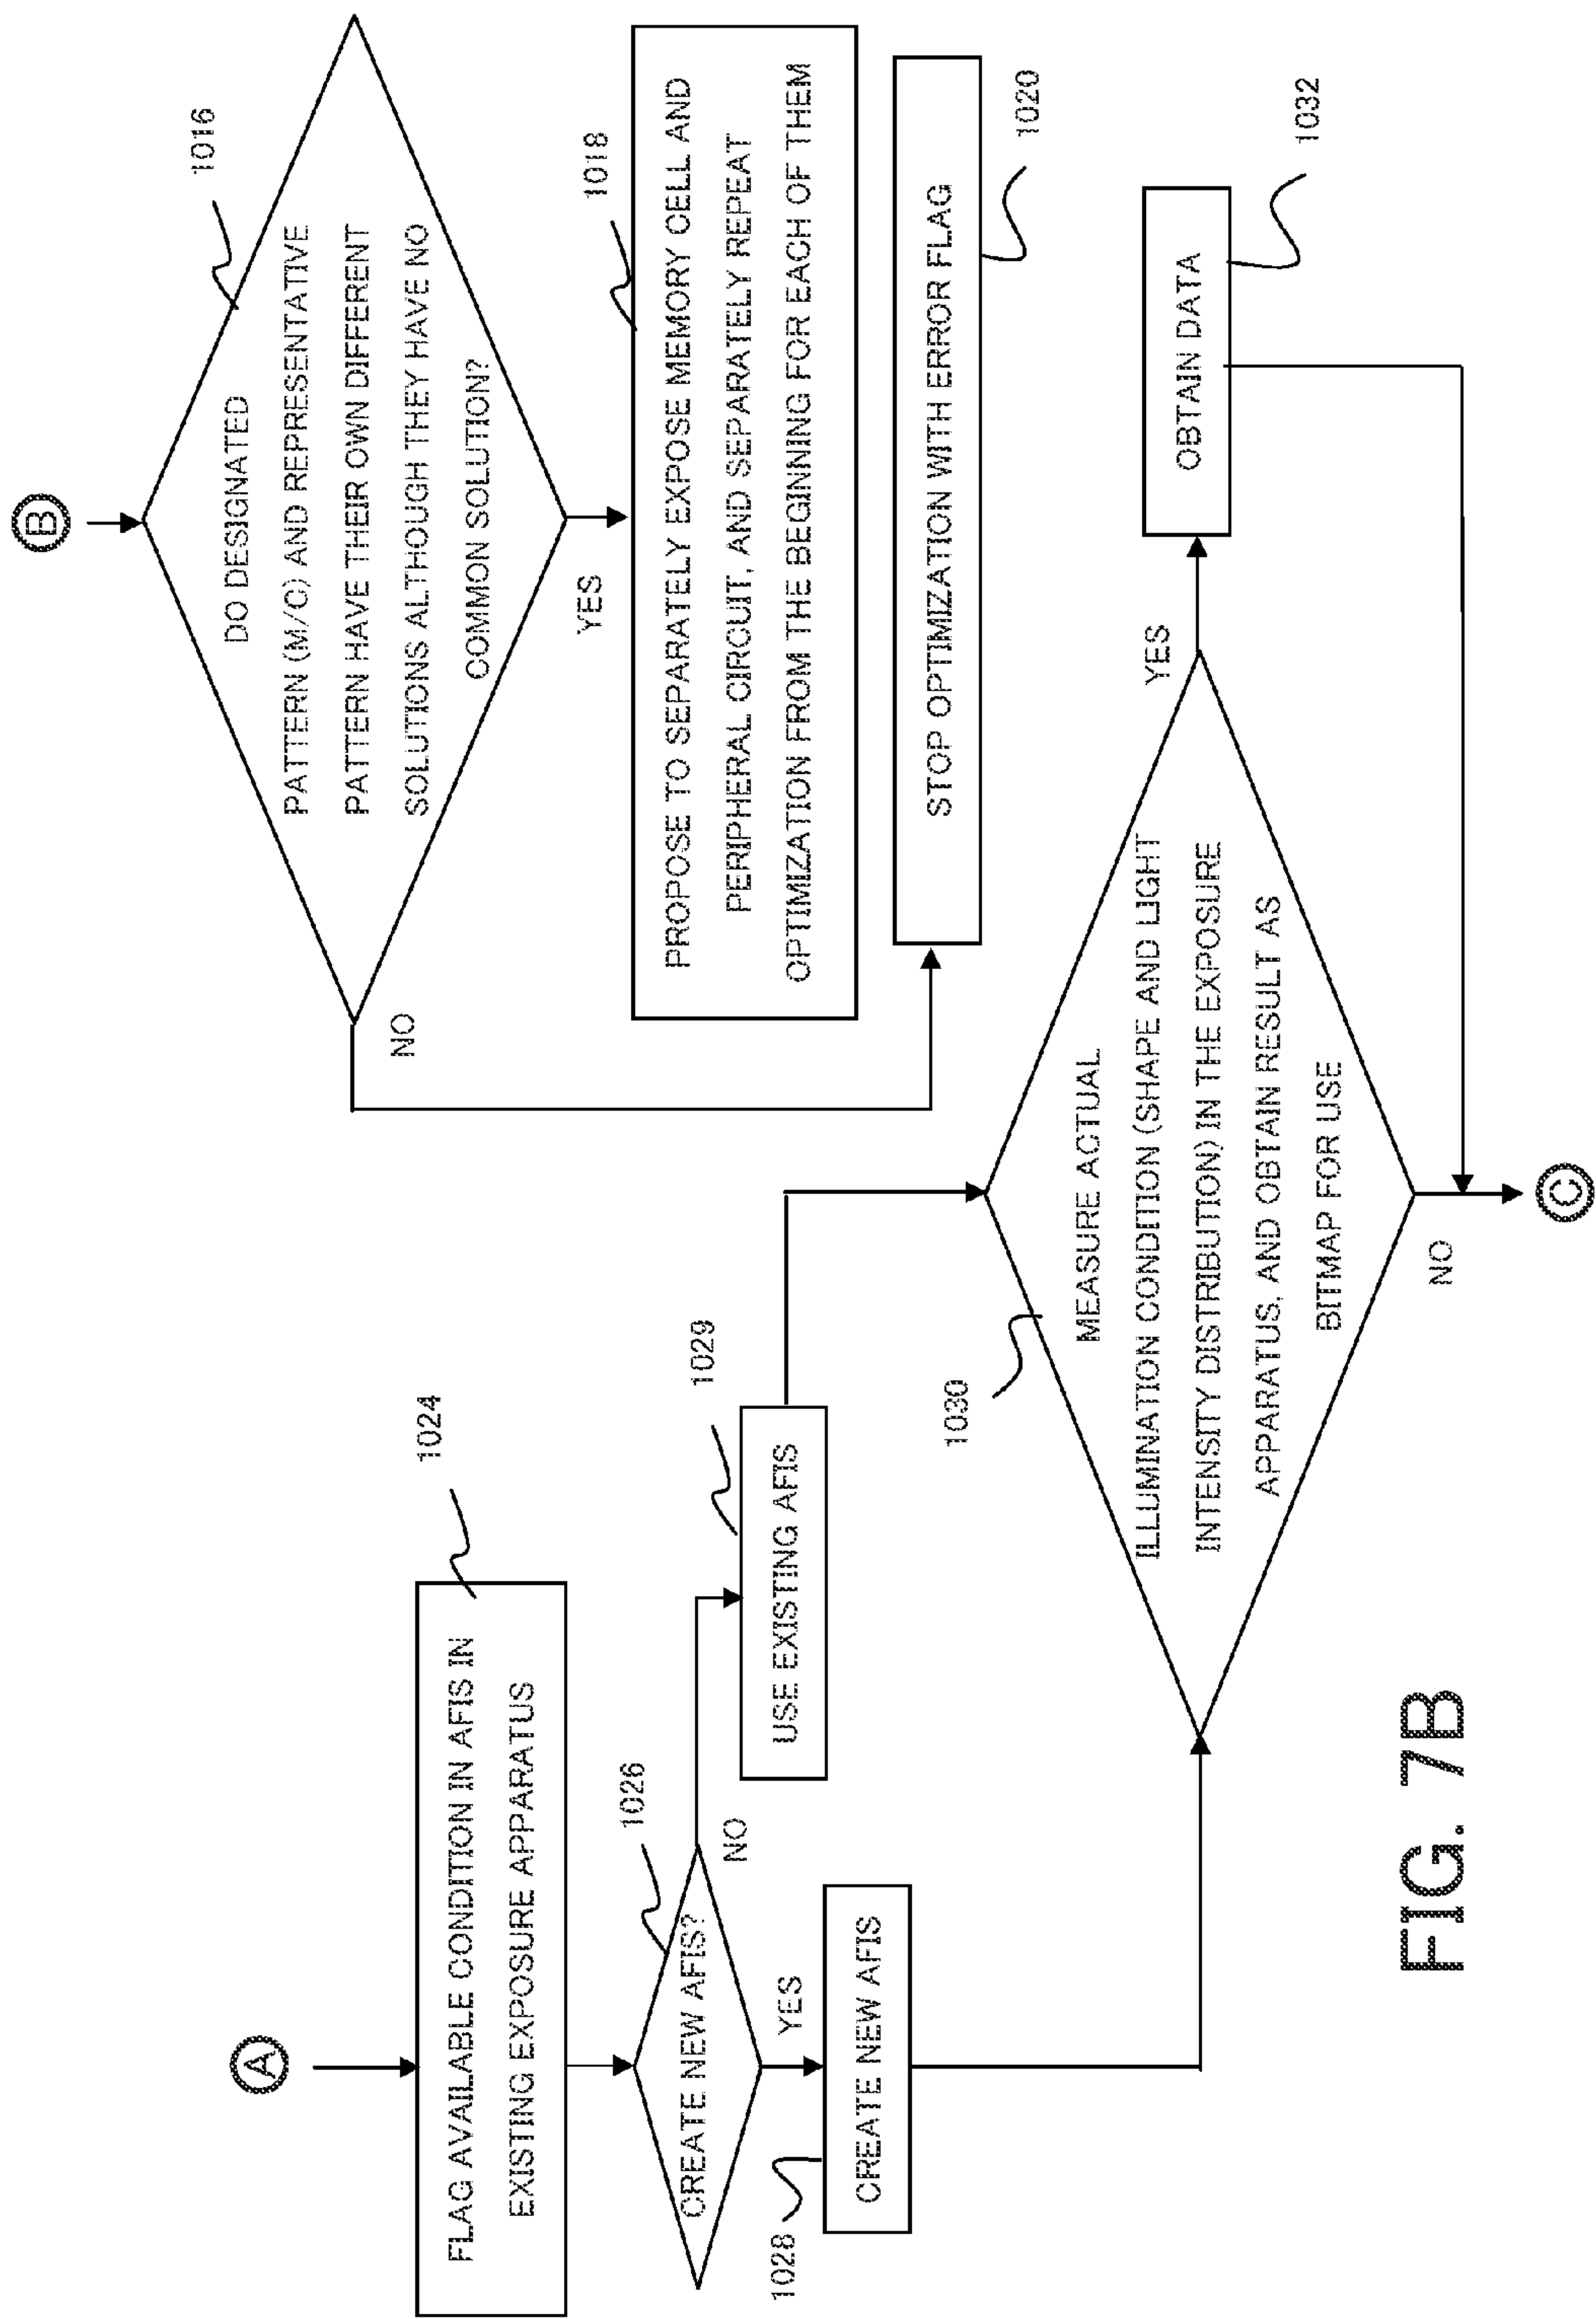 A
FLAG AVAILABLE CONDITION IN AFIS IN
EXISTING EXPOSURE APPARATUS
1024
CREATE NEW AFIS?
1026
NO
YES
USE EXISTING AFIS
1029
CREATE NEW AFIS
1028
B
DO DESIGNATED
PATTERN (M/C) AND REPRESENTATIVE
PATTERN HAVE THEIR OWN DIFFERENT
SOLUTIONS ALTHOUGH THEY HAVE NO
COMMON SOLUTION?
1016
NO
YES
PROPOSE TO SEPARATELY EXPOSE MEMORY CELL AND
PERIPHERAL CIRCUIT, AND SEPARATELY REPEAT
OPTIMIZATION FROM THE BEGINNING FOR EACH OF THEM
1018
STOP OPTIMIZATION WITH ERROR FLAG
1020
MEASURE ACTUAL
ILLUMINATION CONDITION (SHAPE AND LIGHT
INTENSITY DISTRIBUTION) IN THE EXPOSURE
APPARATUS, AND OBTAIN RESULT AS
BITMAP FOR USE
1030
YES
NO
OBTAIN DATA
1032
C
FIG. 7B